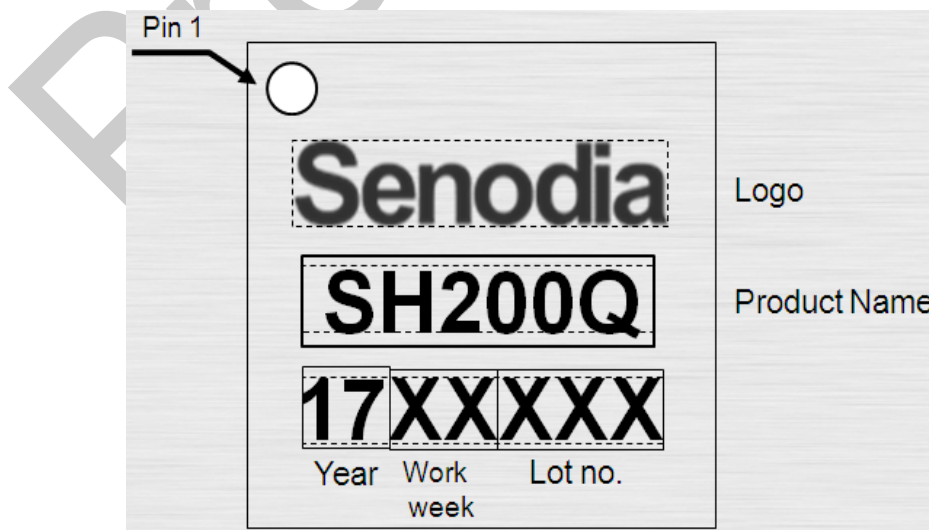 Pin 1
Senodia
Logo
SH200Q
Product Name
17XXXXX
Year Work week Lot no.